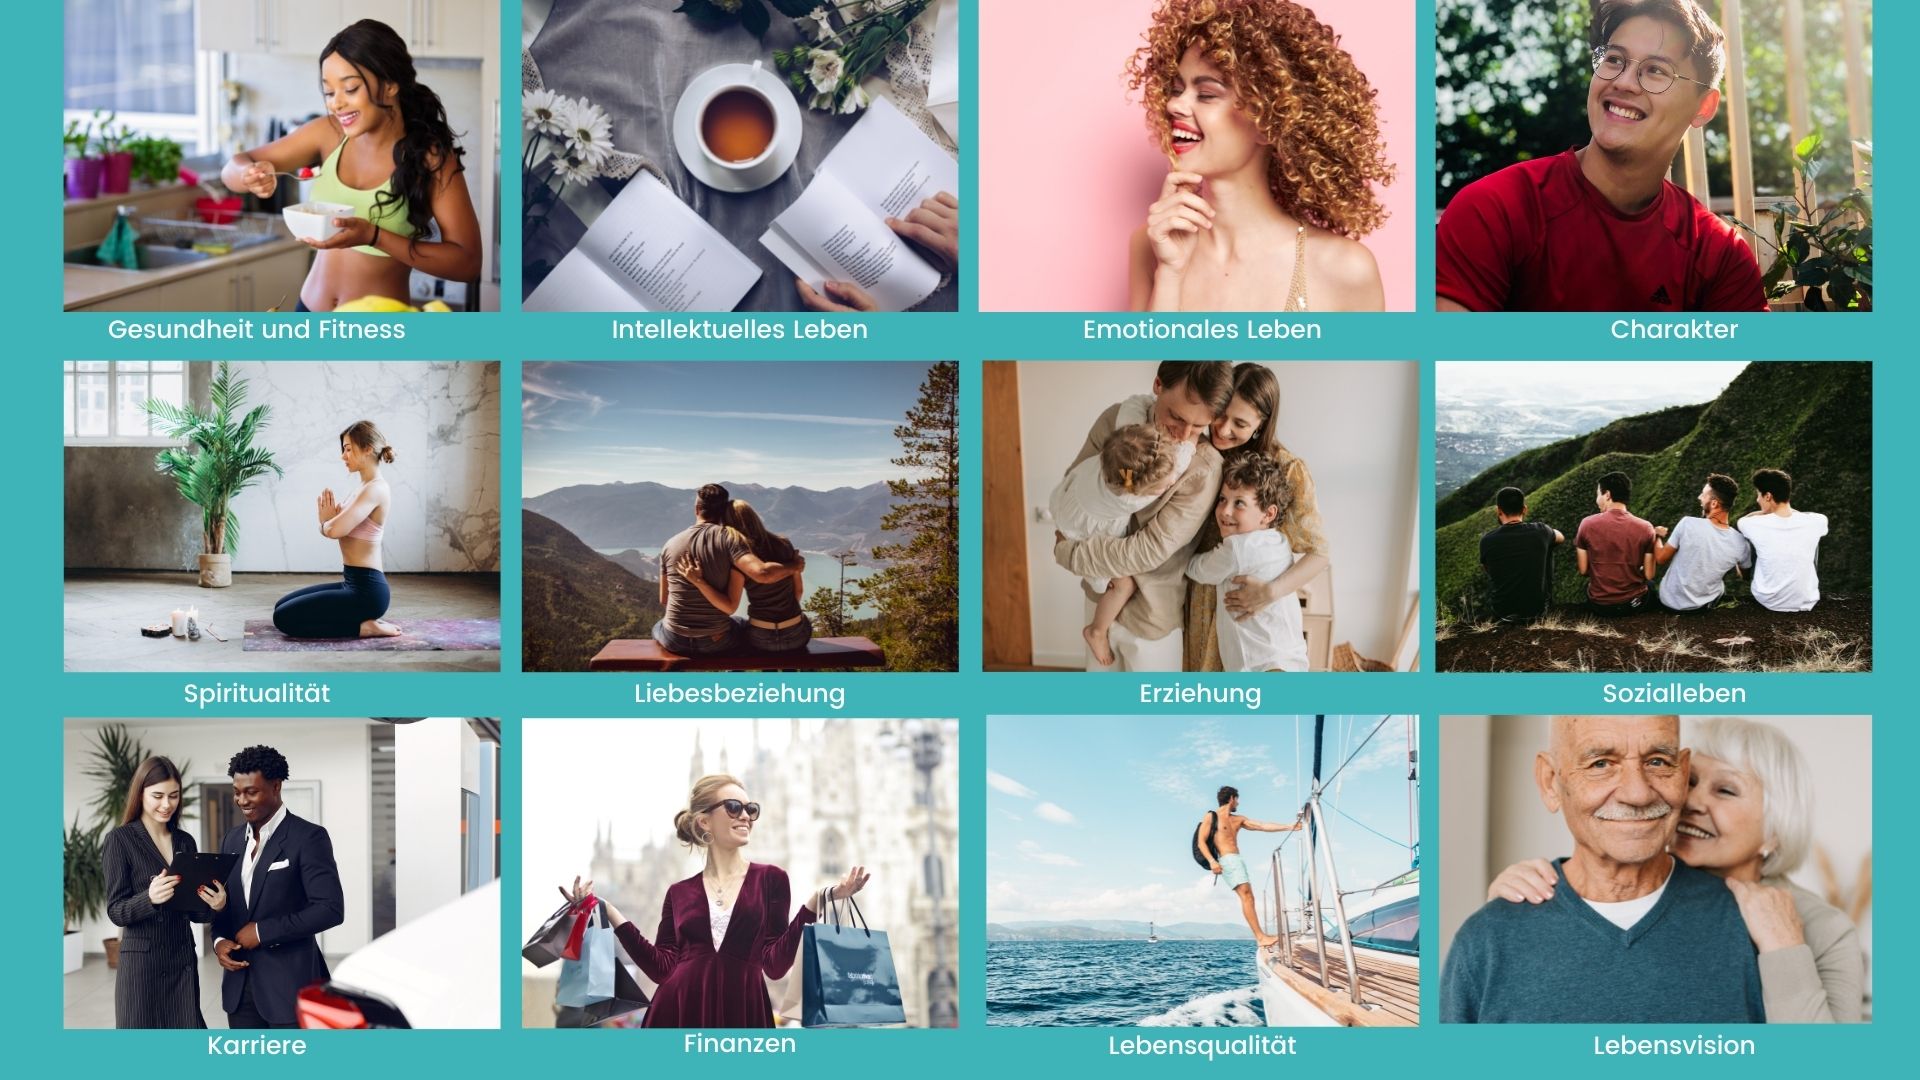 Gesundheit und Fitness
Intellektuelles Leben
Emotionales Leben
Charakter
Spiritualität
Liebesbeziehung
Erziehung
Sozialleben
Karriere
Finanzen
Lebensqualität
Lebensvision